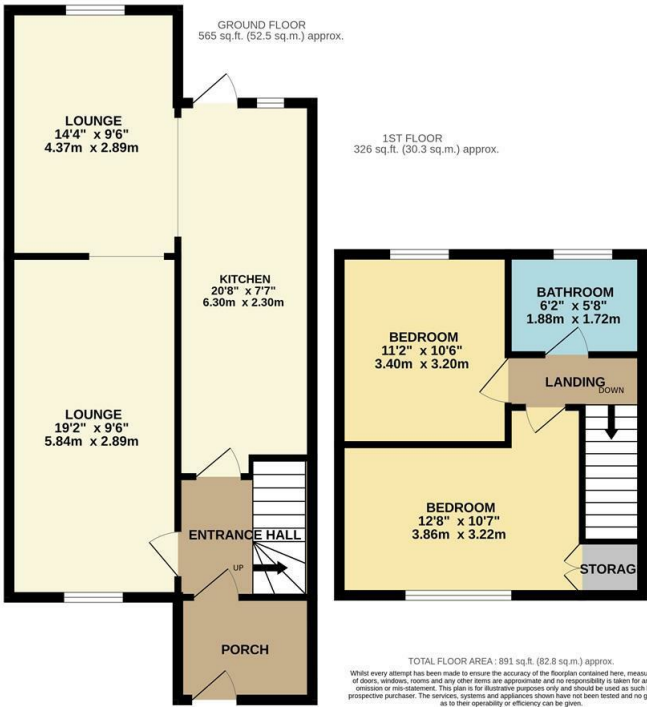 GROUND FLOOR
565 sq.ft. (52.5 sq.m.) approx.
LOUNGE
14'4" x 9'6"
4.37m x 2.89m
KITCHEN
20'8" x 7'7"
6.30m x 2.30m
LOUNGE
19'2" x 9'6"
5.84m x 2.89m
ENTRANCE HALL
UP
PORCH
1ST FLOOR
326 sq.ft. (30.3 sq.m.) approx.
BATHROOM
6'2" x 5'8"
1.88m x 1.72m
BEDROOM
11'2" x 10'6"
3.40m x 3.20m
LANDING
DOWN
BEDROOM
12'8" x 10'7"
3.86m x 3.22m
STORAG
TOTAL FLOOR AREA : 891 sq.ft. (82.8 sq.m.) approx.
Whilst every attempt has been made to ensure the accuracy of the floorplan contained here, measu
of doors, windows, rooms and any other items are approximate and no responsibility is taken for a
omission or mis-statement. This plan is for illustrative purposes only and should be used as such
prospective purchaser. The services, systems and appliances shown have not been tested and no g
as to their operability or efficiency can be given.